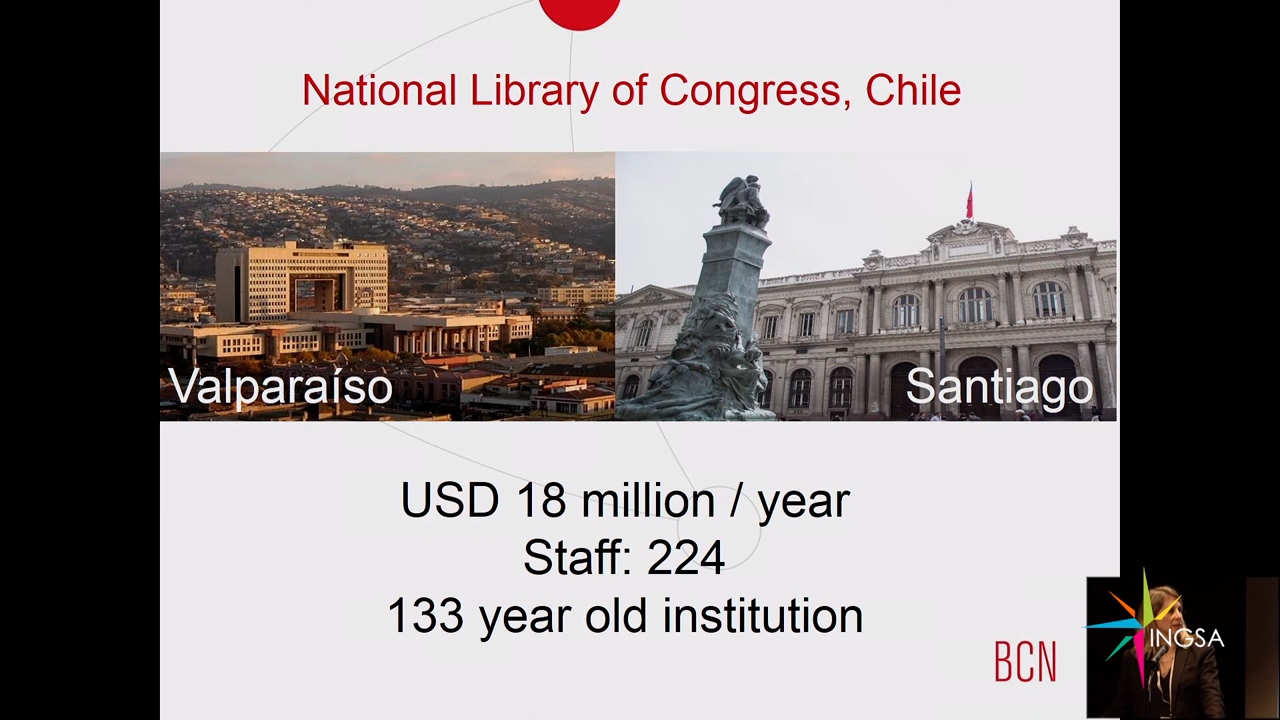 National Library of Congress, Chile
Valparaíso
Santiago
USD 18 million / year
Staff: 224
133 year old institution
BCN
INGSA